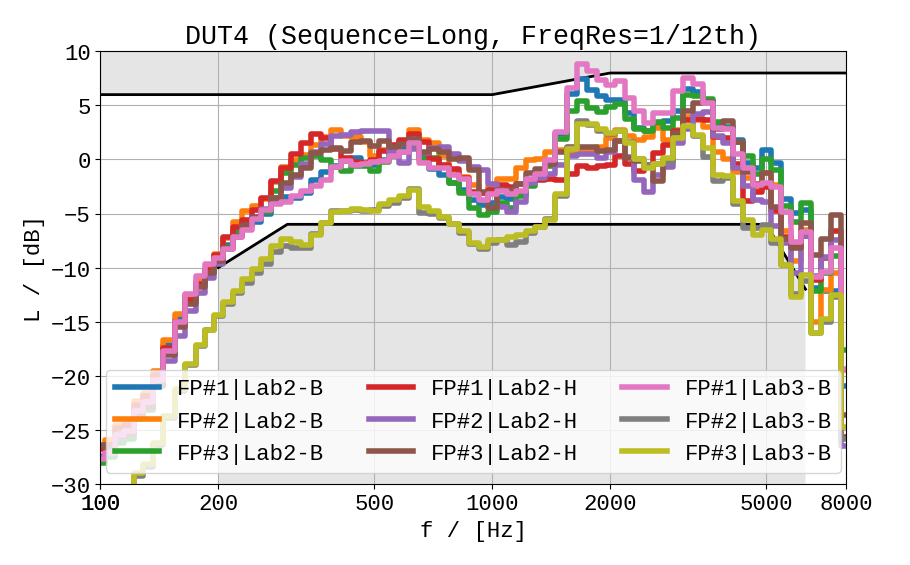 DUT4 (Sequence=Long, FreqRes=1/12th)
10
5
0
−5
−10
−15
−20
−25
−30
L / [dB]
FP#1|Lab2-B FP#1|Lab2-H FP#1|Lab3-B
FP#2|Lab2-B FP#2|Lab2-H FP#2|Lab3-B
FP#3|Lab2-B FP#3|Lab2-H FP#3|Lab3-B
100 200 500 1000 2000 5000 8000
f / [Hz]